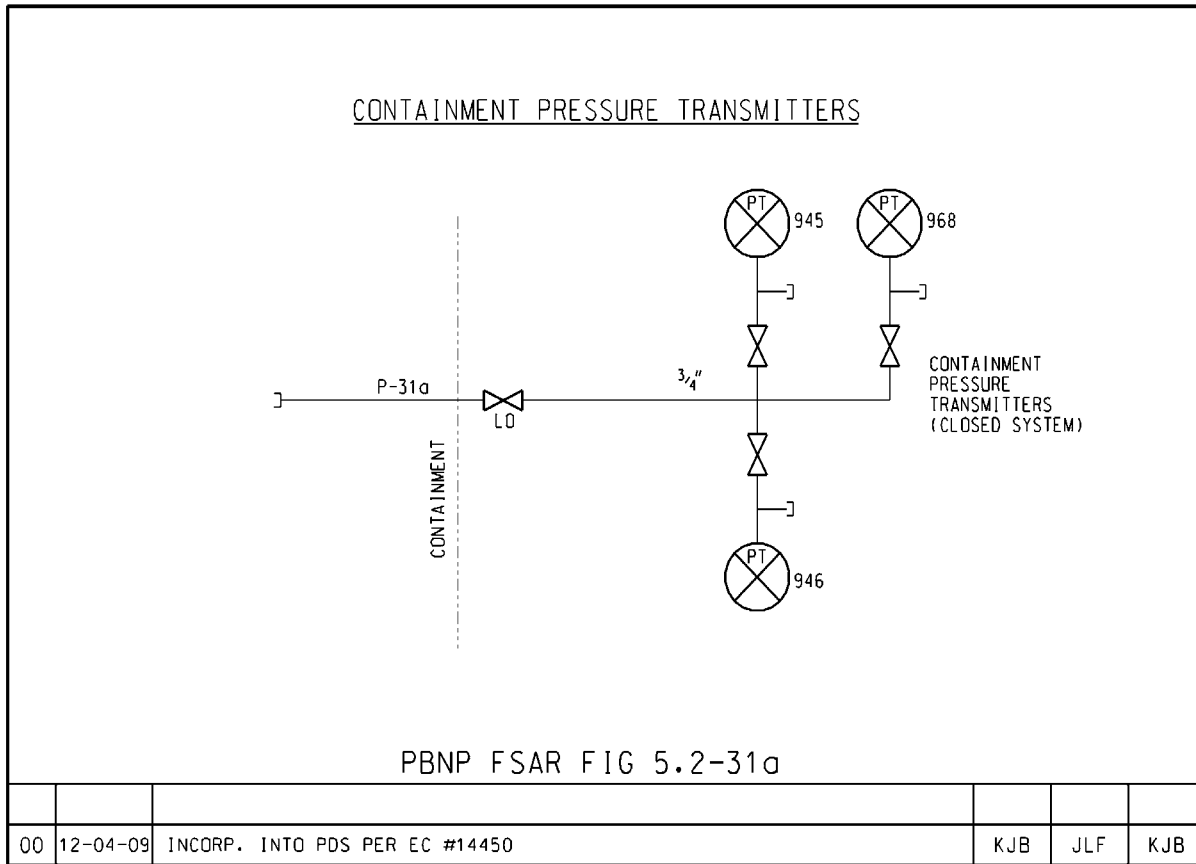 CONTAINMENT PRESSURE TRANSMITTERS
PT
945
PT
968
P-31a
LO
3/4"
CONTAINMENT
PRESSURE
TRANSMITTERS
(CLOSED SYSTEM)
CONTAINMENT
PT
946
PBNP FSAR FIG 5.2-31a
00 12-04-09 INCORP. INTO PDS PER EC #14450 KJB JLF KJB